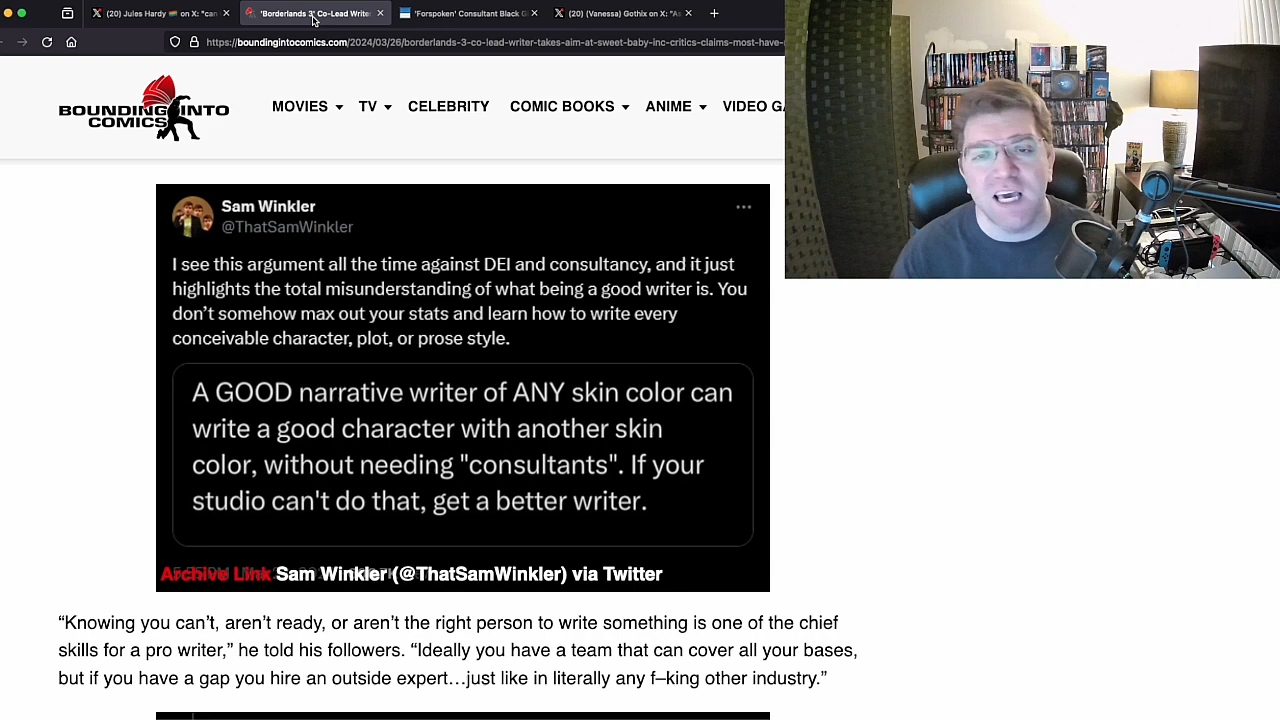 (20) Jules Hardy on X: "can
'Borderlands 3' Co-Lead Writer
'Forspoken' Consultant Black G
(20) (Vanessa) Gothix on X: "As
https://boundingintocomics.com/2024/03/26/borderlands-3-co-lead-writer-takes-aim-at-sweet-baby-inc-critics-claims-most-have-
BOUNDING INTO
COMICS
MOVIES
TV
CELEBRITY
COMIC BOOKS
ANIME
VIDEO GA
Sam Winkler
@ThatSamWinkler
I see this argument all the time against DEI and consultancy, and it just
highlights the total misunderstanding of what being a good writer is. You
don't somehow max out your stats and learn how to write every
conceivable character, plot, or prose style.
A GOOD narrative writer of ANY skin color can
write a good character with another skin
color, without needing "consultants". If your
studio can't do that, get a better writer.
Archive Link Sam Winkler (@ThatSamWinkler) via Twitter
“Knowing you can’t, aren’t ready, or aren’t the right person to write something is one of the chief
skills for a pro writer,” he told his followers. “Ideally you have a team that can cover all your bases,
but if you have a gap you hire an outside expert…just like in literally any f–king other industry.”